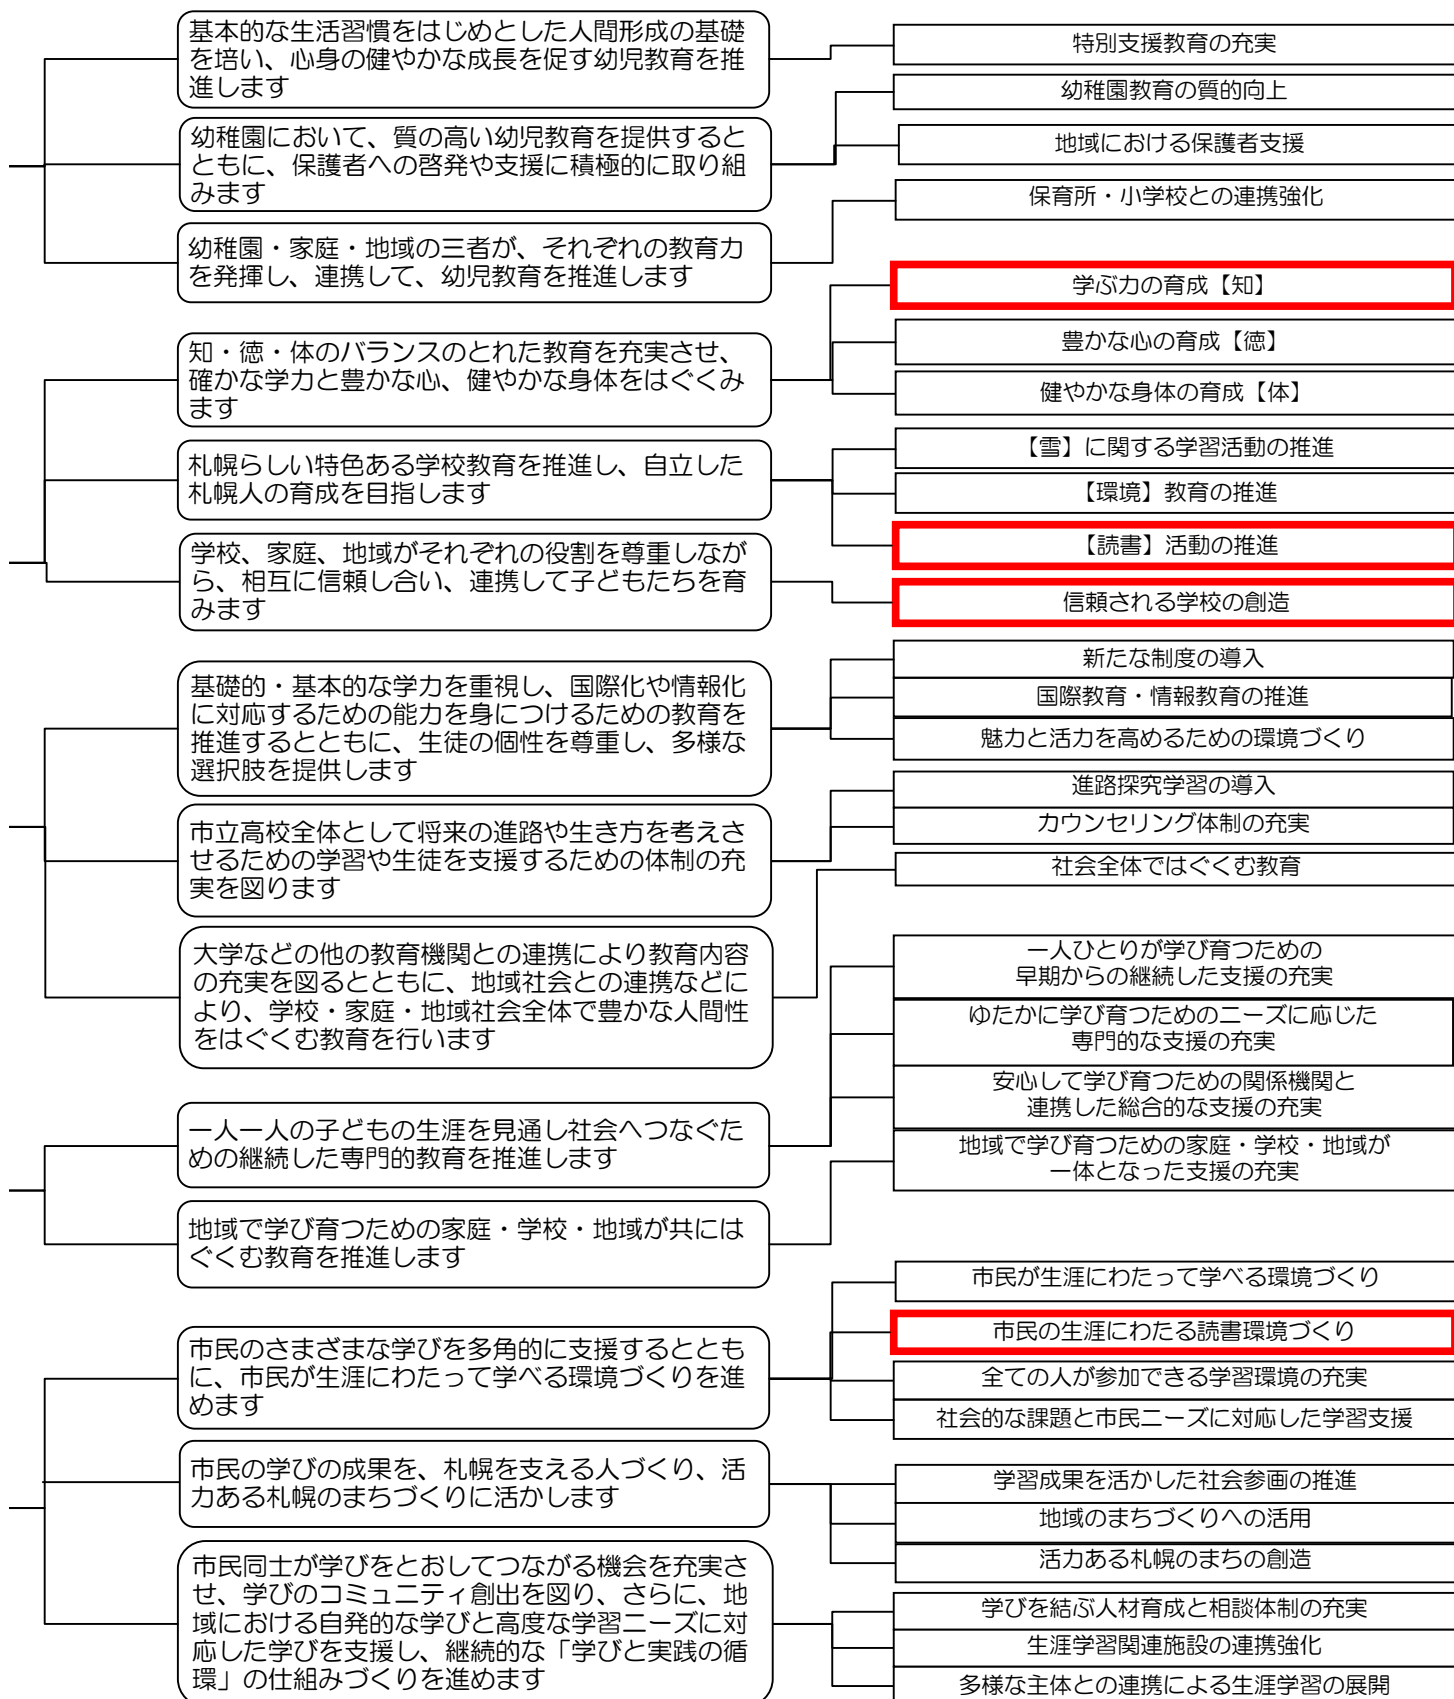 基本的な生活習慣をはじめとした人間形成の基礎
を培い、心身の健やかな成長を促す幼児教育を推
進します
特別支援教育の充実
幼稚園において、質の高い幼児教育を提供すると
ともに、保護者への啓発や支援に積極的に取り組
みます
幼稚園教育の質的向上
地域における保護者支援
幼稚園・家庭・地域の三者が、それぞれの教育力
を発揮し、連携して、幼児教育を推進します
保育所・小学校との連携強化
知・徳・体のバランスのとれた教育を充実させ、
確かな学力と豊かな心、健やかな身体をはぐくみ
ます
学ぶ力の育成【知】
豊かな心の育成【徳】
健やかな身体の育成【体】
札幌らしい特色ある学校教育を推進し、自立した
札幌人の育成を目指します
【雪】に関する学習活動の推進
【環境】教育の推進
【読書】活動の推進
学校、家庭、地域がそれぞれの役割を尊重しなが
ら、相互に信頼し合い、連携して子どもたちを育
みます
信頼される学校の創造
基礎的・基本的な学力を重視し、国際化や情報化
に対応するための能力を身につけるための教育を
推進するとともに、生徒の個性を尊重し、多様な
選択肢を提供します
新たな制度の導入
国際教育・情報教育の推進
魅力と活力を高めるための環境づくり
市立高校全体として将来の進路や生き方を考えさ
せるための学習や生徒を支援するための体制の充
実を図ります
進路探究学習の導入
カウンセリング体制の充実
大学などの他の教育機関との連携により教育内容
の充実を図るとともに、地域社会との連携などに
より、学校・家庭・地域社会全体で豊かな人間性
をはぐくむ教育を行います
社会全体ではぐくむ教育
一人一人の子どもの生涯を見通し社会へつなぐた
めの継続した専門的教育を推進します
一人ひとりが学び育つための
早期からの継続した支援の充実
ゆたかに学び育つためのニーズに応じた
専門的な支援の充実
安心して学び育つための関係機関と
連携した総合的な支援の充実
地域で学び育つための家庭・学校・地域が共には
ぐくむ教育を推進します
地域で学び育つための家庭・学校・地域が
一体となった支援の充実
市民のさまざまな学びを多角的に支援するととも
に、市民が生涯にわたって学べる環境づくりを進
めます
市民が生涯にわたって学べる環境づくり
市民の生涯にわたる読書環境づくり
全ての人が参加できる学習環境の充実
社会的な課題と市民ニーズに対応した学習支援
市民の学びの成果を、札幌を支える人づくり、活
力ある札幌のまちづくりに活かします
学習成果を活かした社会参画の推進
地域のまちづくりへの活用
活力ある札幌のまちの創造
市民同士が学びをとおしてつながる機会を充実さ
せ、学びのコミュニティ創出を図り、さらに、地
域における自発的な学びと高度な学習ニーズに対
応した学びを支援し、継続的な「学びと実践の循
環」の仕組みづくりを進めます
学びを結ぶ人材育成と相談体制の充実
生涯学習関連施設の連携強化
多様な主体との連携による生涯学習の展開